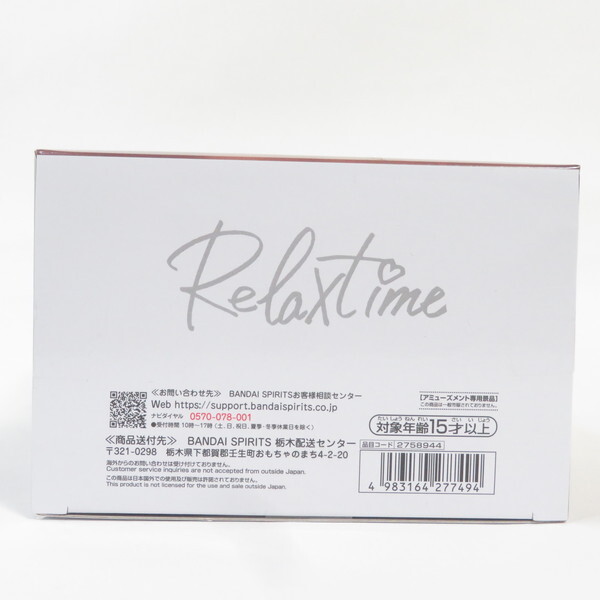 Relaxtime
≪お問い合わせ先≫ BANDAI SPIRITSお客様相談センター
Web https://support.bandaispirits.co.jp
ナビダイヤル 0570-078-001
●受付時間 10時〜17時 (土、日、祝日、夏季・冬季休業日を除く)
≪商品送付先≫ BANDAI SPIRITS 栃木配送センター
〒321-0298 栃木県下都賀郡壬生町おもちゃのまち4-2-20
海外からのお問い合わせは受け付けておりません。
Customer service inquiries are not accepted from outside Japan.
この商品は日本国外での使用及び販売は許諾されておりません。
This product is not licensed for the use and sale outside Japan.
【アミューズメント専用景品】
この商品は一般市販されておりません。
たいしょうねんれい さい いじょう
対象年齢15才以上
品目コード 2758944
4 983164 277494